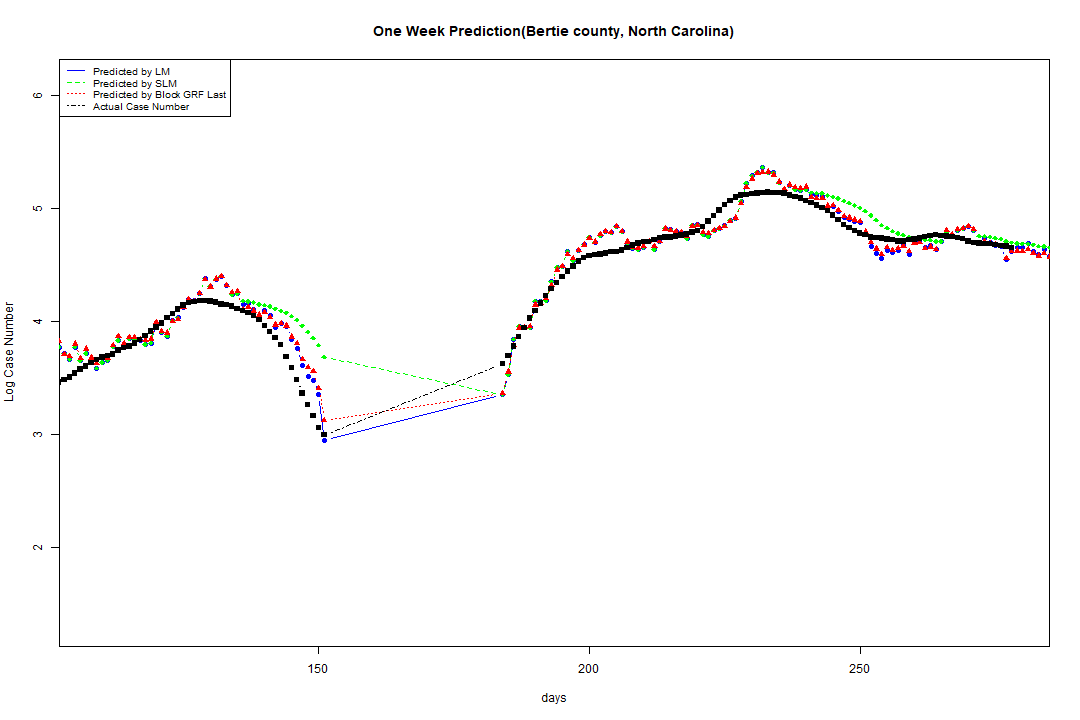 One Week Prediction(Bertie county, North Carolina)
Predicted by LM
Predicted by SLM
Predicted by Block GRF Last
Actual Case Number
6
5
4
3
2
Log Case Number
150
200
250
days